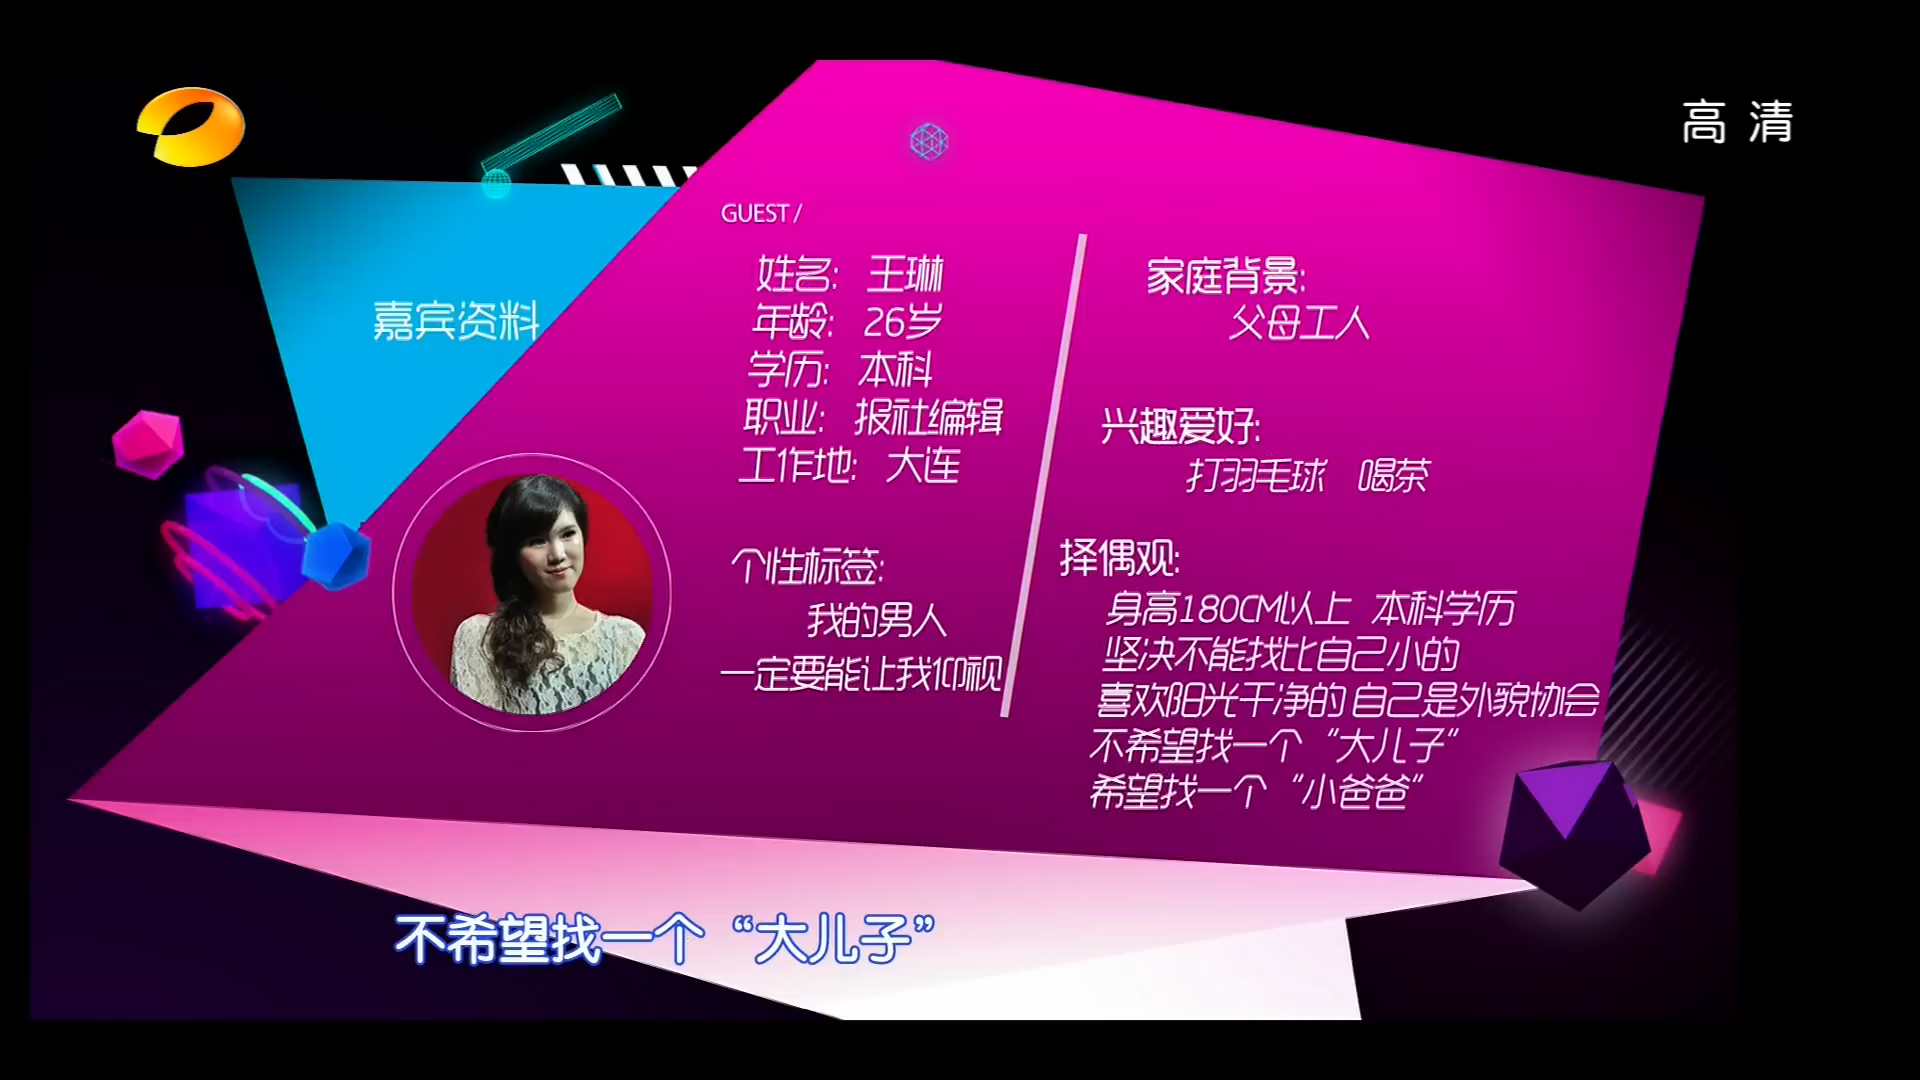 高清
嘉宾资料
GUEST /
姓名: 王琳
年龄: 26岁
学历: 本科
职业: 报社编辑
工作地: 大连
个性标签:
我的男人
一定要能让我仰视
家庭背景:
父母工人
兴趣爱好:
打羽毛球 喝茶
择偶观:
身高180CM以上 本科学历
坚决不能找比自己小的
喜欢阳光干净的 自己是外貌协会
不希望找一个“大儿子“
希望找一个“小爸爸”
不希望找一个“大儿子”